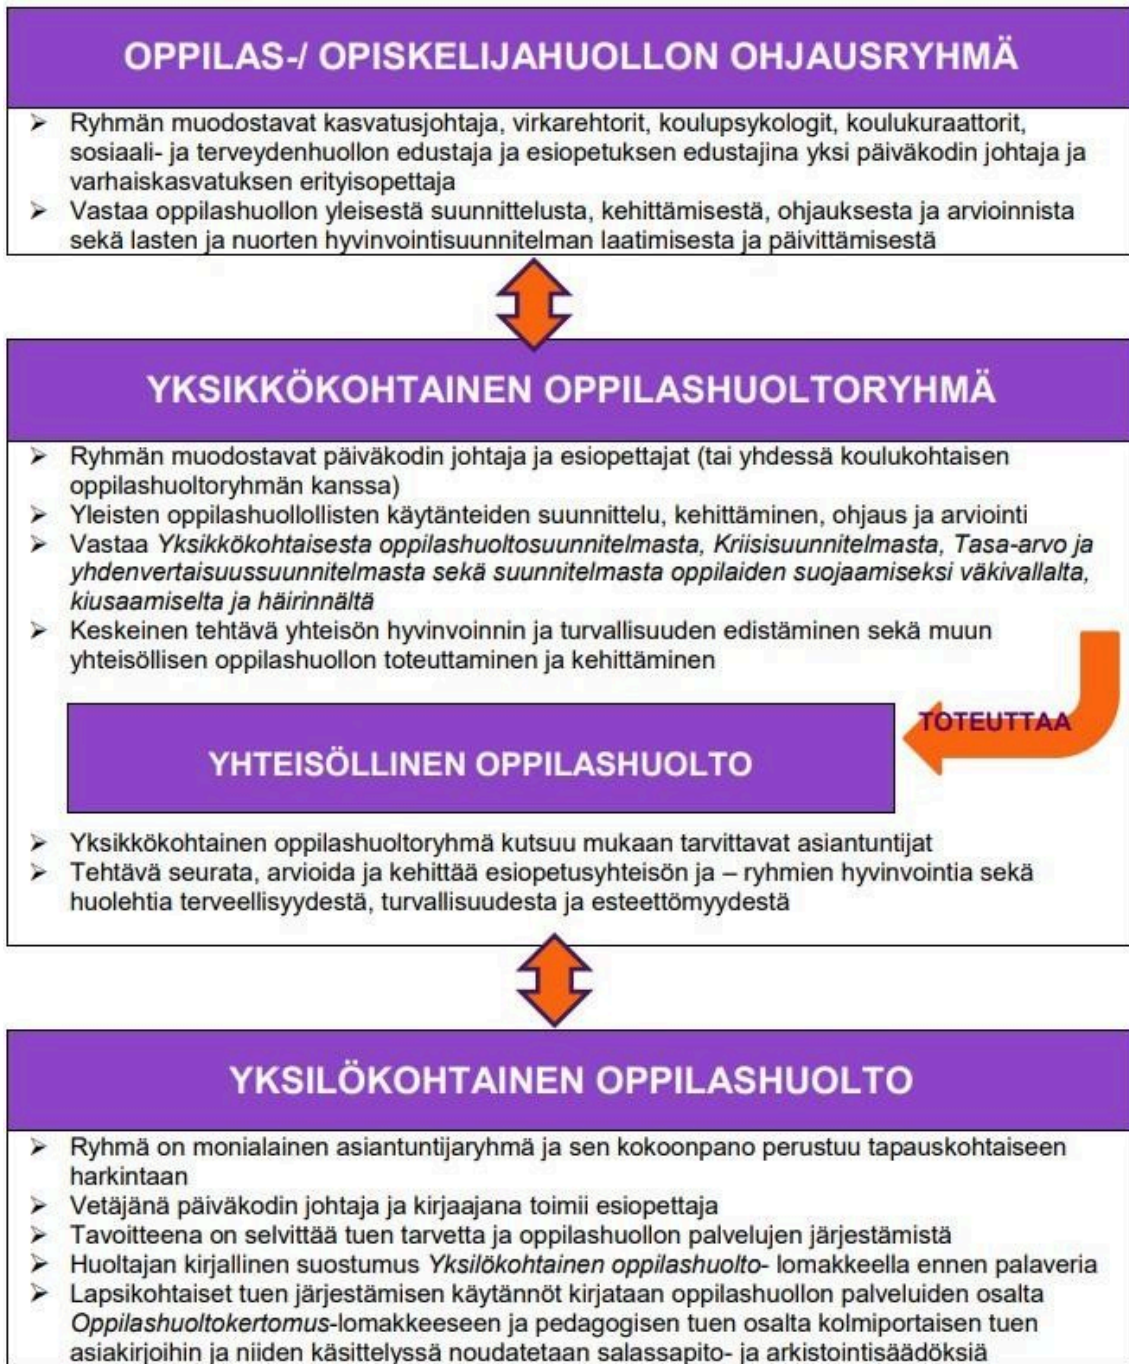 OPPILAS-/ OPISKELIJAHUOLLON OHJAUSRYHMÄ
➢ Ryhmän muodostavat kasvatusjohtaja, virkarehtorit, koulupsykologit, koulukuraattorit,
sosiaali- ja terveydenhuollon edustaja ja esiopetuksen edustajina yksi päiväkodin johtaja ja
varhaiskasvatuksen erityisopettaja
➢ Vastaa oppilashuollon yleisestä suunnittelusta, kehittämisestä, ohjauksesta ja arvioinnista
sekä lasten ja nuorten hyvinvointisuunnitelman laatimisesta ja päivittämisestä
YKSIKKÖKOHTAINEN OPPILASHUOLTORYHMÄ
➢ Ryhmän muodostavat päiväkodin johtaja ja esiopettajat (tai yhdessä koulukohtaisen
oppilashuoltoryhmän kanssa)
➢ Yleisten oppilashuollollisten käytänteiden suunnittelu, kehittäminen, ohjaus ja arviointi
➢ Vastaa Yksikkökohtaisesta oppilashuoltosuunnitelmasta, Kriisisuunnitelmasta, Tasa-arvo ja
yhdenvertaisuussuunnitelmasta sekä suunnitelmasta oppilaiden suojaamiseksi väkivallalta,
kiusaamiselta ja häirinnältä
➢ Keskeinen tehtävä yhteisön hyvinvoinnin ja turvallisuuden edistäminen sekä muun
yhteisöllisen oppilashuollon toteuttaminen ja kehittäminen
TOTEUTTAA
YHTEISÖLLINEN OPPILASHUOLTO
➢ Yksikkökohtainen oppilashuoltoryhmä kutsuu mukaan tarvittavat asiantuntijat
➢ Tehtävä seurata, arvioida ja kehittää esiopetusyhteisön ja – ryhmien hyvinvointia sekä
huolehtia terveellisyydestä, turvallisuudesta ja esteettömyydestä
YKSILÖKOHTAINEN OPPILASHUOLTO
➢ Ryhmä on monialainen asiantuntijaryhmä ja sen kokoonpano perustuu tapauskohtaiseen
harkintaan
➢ Vetäjänä päiväkodin johtaja ja kirjaajana toimii esiopettaja
➢ Tavoitteena on selvittää tuen tarvetta ja oppilashuollon palvelujen järjestämistä
➢ Huoltajan kirjallinen suostumus Yksilökohtainen oppilashuolto- lomakkeella ennen palaveria
➢ Lapsikohtaiset tuen järjestämisen käytännöt kirjataan oppilashuollon palveluiden osalta
Oppilashuoltokertomus-lomakkeeseen ja pedagogisen tuen osalta kolmiportaisen tuen
asiakirjoihin ja niiden käsittelyssä noudatetaan salassapito- ja arkistointisäädöksiä